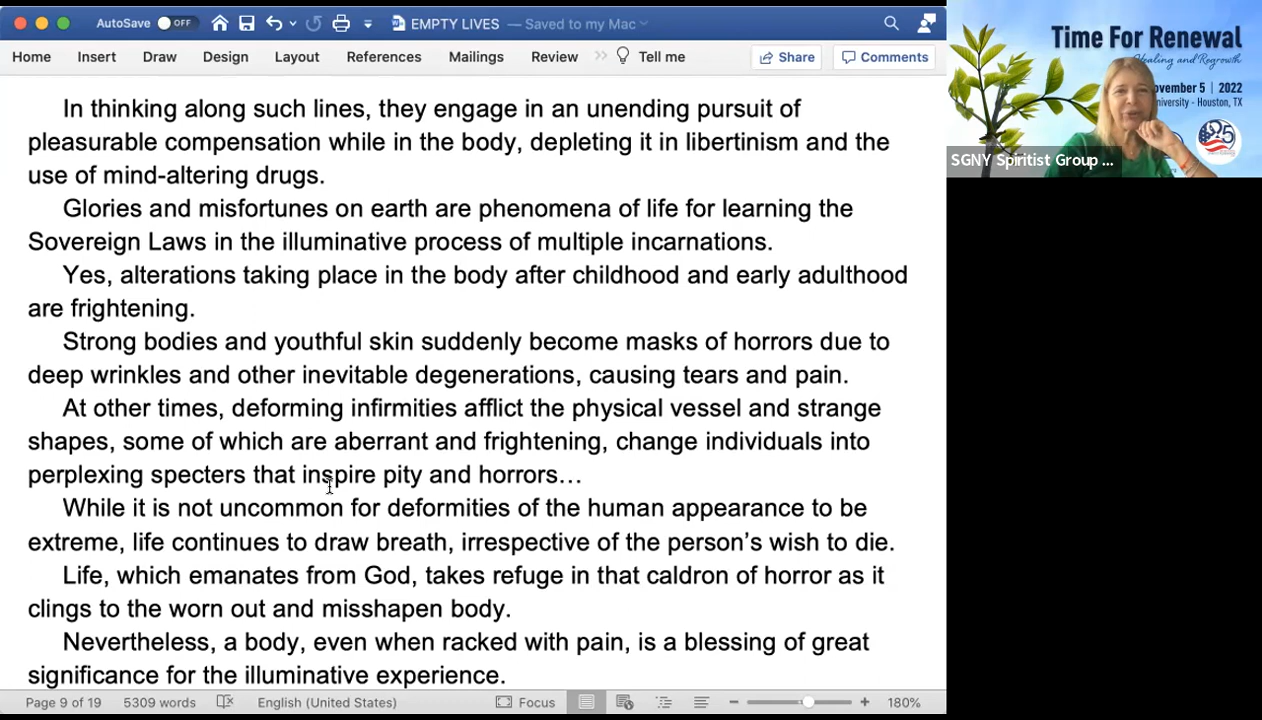 AutoSave OFF EMPTY LIVES — Saved to my Mac
Home Insert Draw Design Layout References Mailings Review Tell me Share Comments
In thinking along such lines, they engage in an unending pursuit of
pleasurable compensation while in the body, depleting it in libertinism and the
use of mind-altering drugs.
Glories and misfortunes on earth are phenomena of life for learning the
Sovereign Laws in the illuminative process of multiple incarnations.
Yes, alterations taking place in the body after childhood and early adulthood
are frightening.
Strong bodies and youthful skin suddenly become masks of horrors due to
deep wrinkles and other inevitable degenerations, causing tears and pain.
At other times, deforming infirmities afflict the physical vessel and strange
shapes, some of which are aberrant and frightening, change individuals into
perplexing specters that inspire pity and horrors…
While it is not uncommon for deformities of the human appearance to be
extreme, life continues to draw breath, irrespective of the person’s wish to die.
Life, which emanates from God, takes refuge in that caldron of horror as it
clings to the worn out and misshapen body.
Nevertheless, a body, even when racked with pain, is a blessing of great
significance for the illuminative experience.
Page 9 of 19 5309 words English (United States) Focus 180%
Time For Renewal
Healing and Regrowth
ovember 5 | 2022
niversity - Houston, TX
25
SGNY Spiritist Group ...